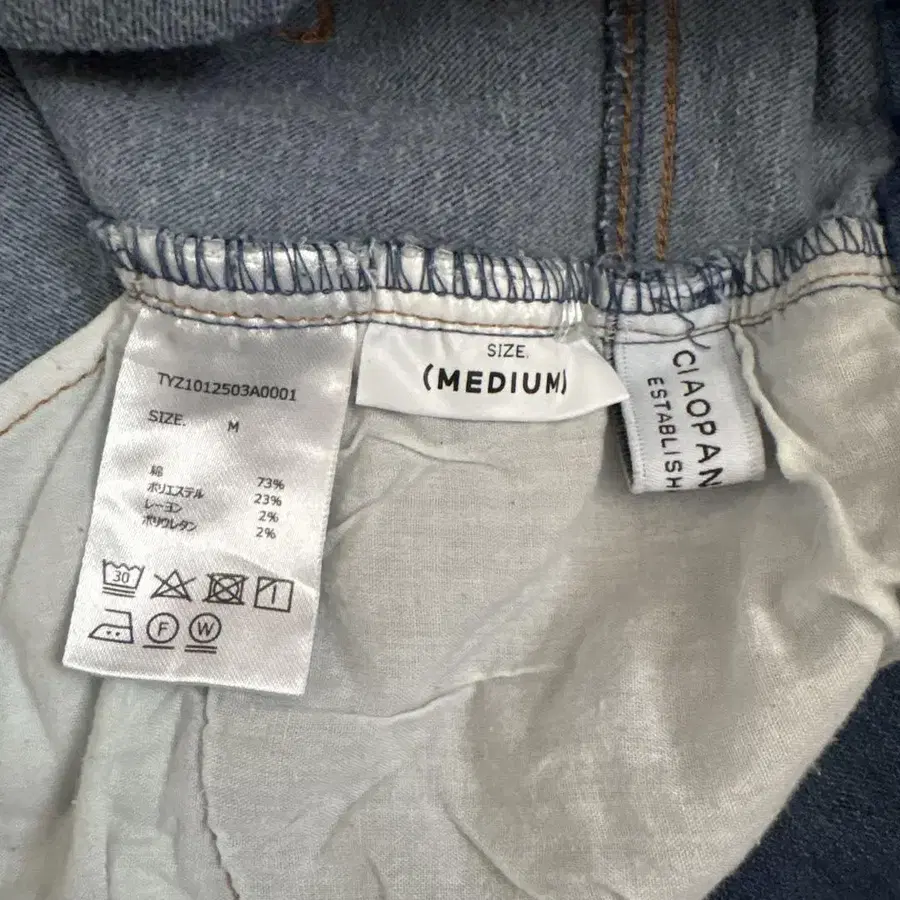 TYZ1012503A0001
SIZE. M
綿 73%
ポリエステル 23%
レーヨン 2%
ポリウレタン 2%
30
F W
SIZE.
(MEDIUM)
CIAOPAN
ESTABLISH